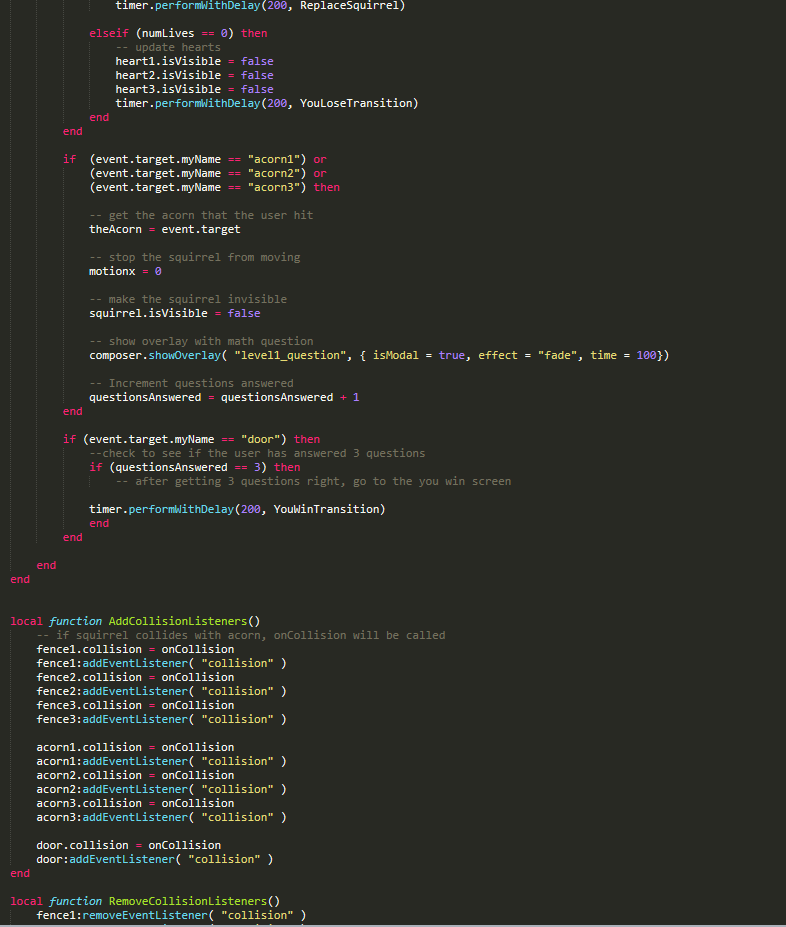 timer.performWithDelay(200, ReplaceSquirrel)
elseif (numLives == 0) then
-- update hearts
heart1.isVisible = false
heart2.isVisible = false
heart3.isVisible = false
timer.performWithDelay(200, YouLoseTransition)
end
end
if  (event.target.myName == "acorn1") or
(event.target.myName == "acorn2") or
(event.target.myName == "acorn3") then
-- get the acorn that the user hit
theAcorn = event.target
-- stop the squirrel from moving
motionx = 0
-- make the squirrel invisible
squirrel.isVisible = false
-- show overlay with math question
composer.showOverlay( "level1_question", { isModal = true, effect = "fade", time = 100})
-- Increment questions answered
questionsAnswered = questionsAnswered + 1
end
if (event.target.myName == "door") then
--check to see if the user has answered 3 questions
if (questionsAnswered == 3) then
-- after getting 3 questions right, go to the you win screen
timer.performWithDelay(200, YouWinTransition)
end
end
end
end
local function AddCollisionListeners()
-- if squirrel collides with acorn, onCollision will be called
fence1.collision = onCollision
fence1:addEventListener( "collision" )
fence2.collision = onCollision
fence2:addEventListener( "collision" )
fence3.collision = onCollision
fence3:addEventListener( "collision" )
acorn1.collision = onCollision
acorn1:addEventListener( "collision" )
acorn2.collision = onCollision
acorn2:addEventListener( "collision" )
acorn3.collision = onCollision
acorn3:addEventListener( "collision" )
door.collision = onCollision
door:addEventListener( "collision" )
end
local function RemoveCollisionListeners()
fence1:removeEventListener( "collision" )